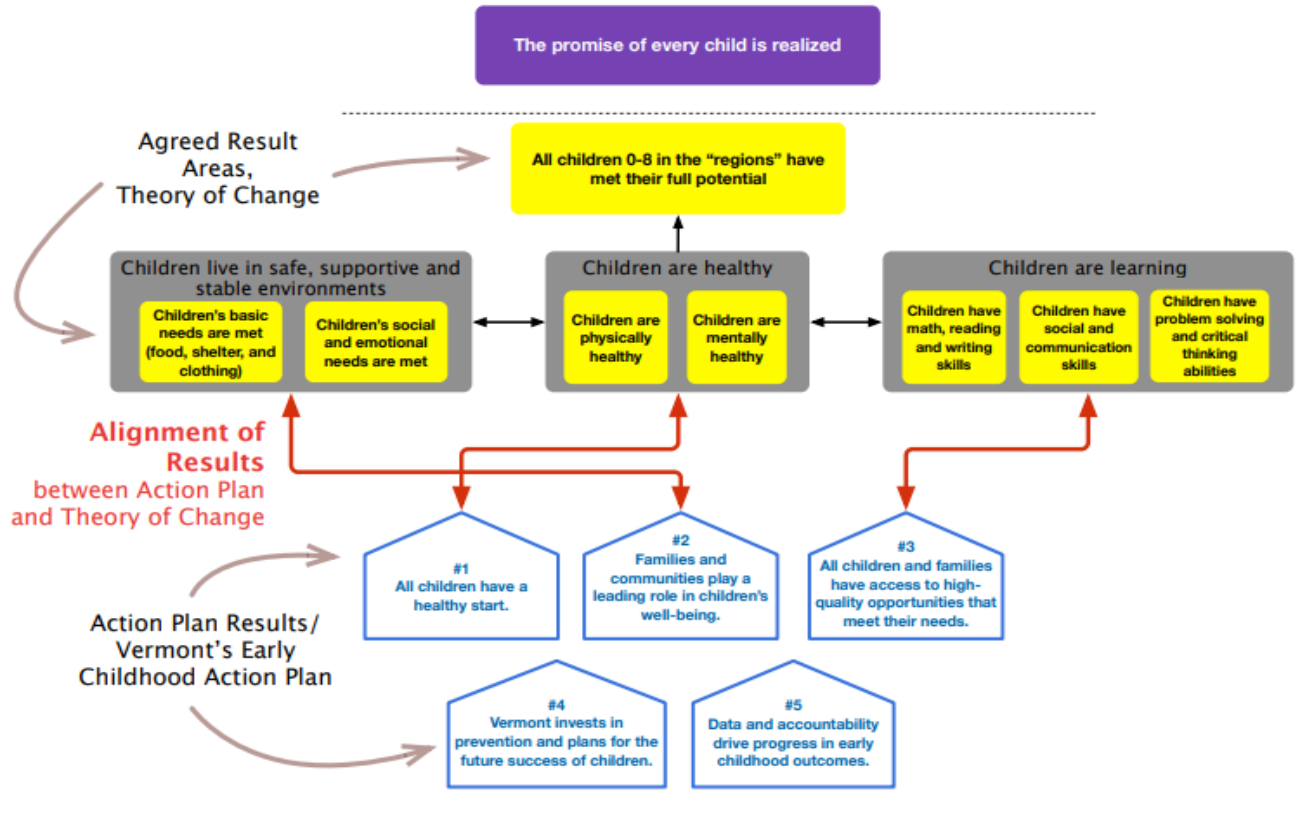 The promise of every child is realized
Agreed Result
Areas,
Theory of Change
All children 0-8 in the “regions” have
met their full potential
Children live in safe, supportive and
stable environments
Children’s basic
needs are met
(food, shelter, and
clothing)
Children’s social
and emotional
needs are met
Children are healthy
Children are
physically
healthy
Children are
mentally
healthy
Children are learning
Children have
math, reading
and writing
skills
Children have
social and
communication
skills
Children have
problem solving
and critical
thinking
abilities
Alignment of
Results
between Action Plan
and Theory of Change
#1
All children have a
healthy start.
#2
Families and
communities play a
leading role in children’s
well-being.
#3
All children and families
have access to high-
quality opportunities that
meet their needs.
Action Plan Results/
Vermont’s Early
Childhood Action Plan
#4
Vermont invests in
prevention and plans for the
future success of children.
#5
Data and accountability
drive progress in early
childhood outcomes.